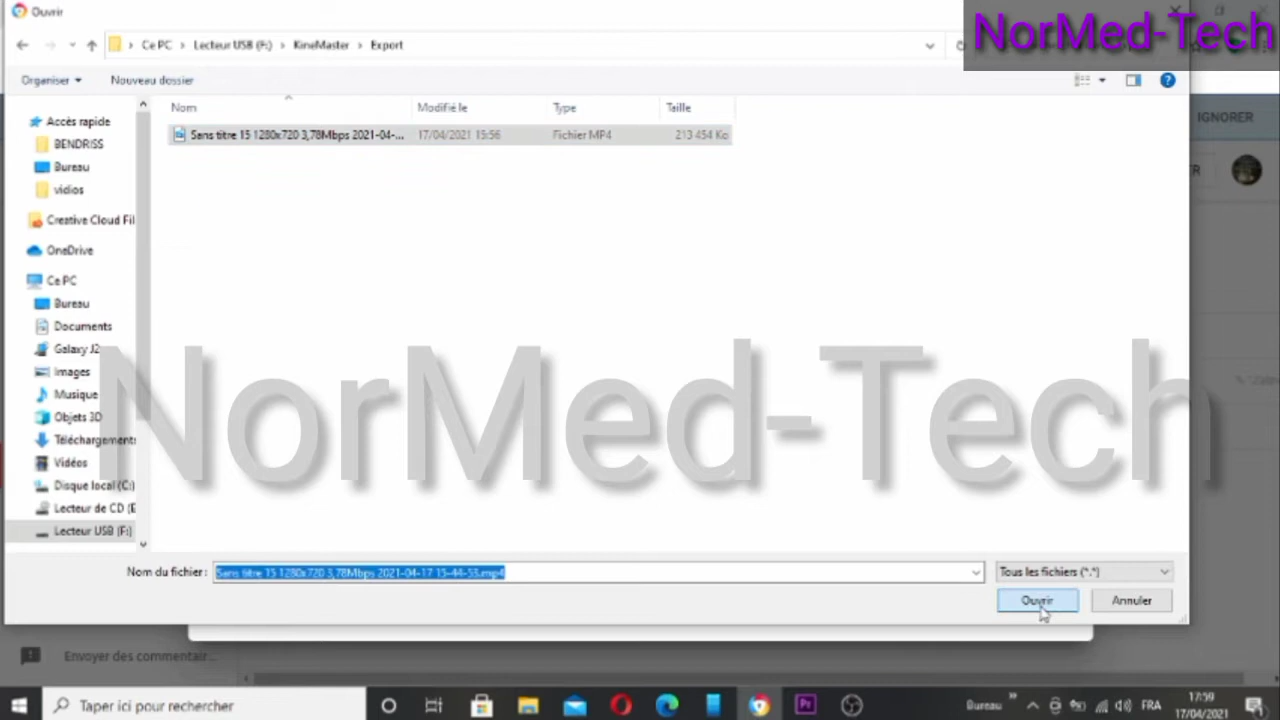 Ouvrir
NorMed-Tech
Ce PC > Lecteur USB (F:) > KineMaster > Export
Organiser
Nouveau dossier
Nom
Modifié le
Type
Taille
IGNORER
Accès rapide
Sans titre 15 1280x720 3,78Mbps 2021-04-...
17/04/2021 15:56
Fichier MP4
213 454 Ko
BENDRISS
Bureau
vidios
Creative Cloud Fil
OneDrive
Ce PC
Bureau
Documents
Galaxy J2
Images
Musique
Objets 3D
Téléchargements
Vidéos
Disque local (C:)
Lecteur de CD (E
Lecteur USB (F:)
NorMed-Tech
Nom du fichier :
Sans titre 15 1280x720 3,78Mbps 2021-04-17 15-44-53.mp4
Tous les fichiers (*.*)
Ouvrir
Annuler
Envoyer des commentair...
Taper ici pour rechercher
Pr
Bureau
FRA
17:59
17/04/2021